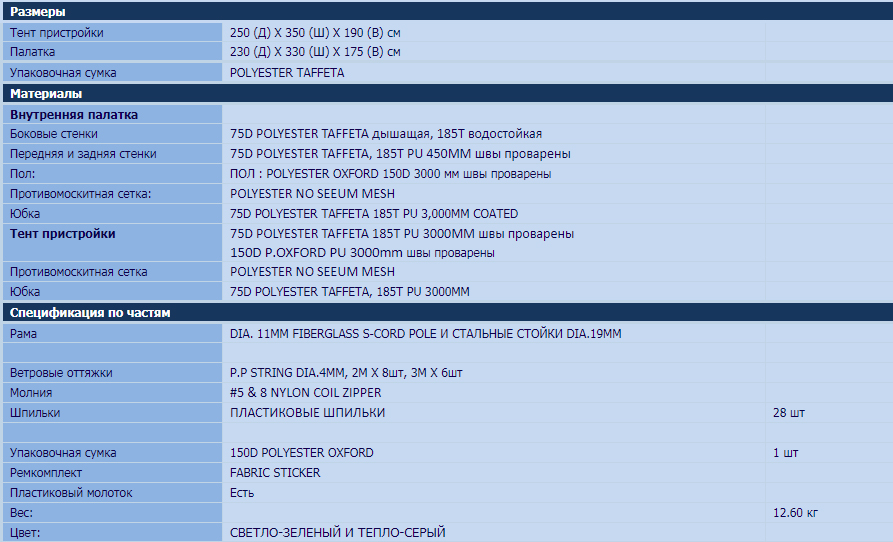 Размеры
Тент пристройки 250 (Д) X 350 (Ш) X 190 (В) см
Палатка 230 (Д) X 330 (Ш) X 175 (В) см
Упаковочная сумка POLYESTER TAFFETA
Материалы
Внутренняя палатка
Боковые стенки 75D POLYESTER TAFFETA дышащая, 185T водостойкая
Передняя и задняя стенки 75D POLYESTER TAFFETA, 185T PU 450MM швы проварены
Пол: ПОЛ : POLYESTER OXFORD 150D 3000 мм швы проварены
Противомоскитная сетка: POLYESTER NO SEEUM MESH
Юбка 75D POLYESTER TAFFETA 185T PU 3,000MM COATED
Тент пристройки 75D POLYESTER TAFFETA 185T PU 3000MM швы проварены
150D P.OXFORD PU 3000mm швы проварены
Противомоскитная сетка POLYESTER NO SEEUM MESH
Юбка 75D POLYESTER TAFFETA, 185T PU 3000MM
Спецификация по частям
Рама DIA. 11MM FIBERGLASS S-CORD POLE И СТАЛЬНЫЕ СТОЙКИ DIA.19MM
Ветровые оттяжки P.P STRING DIA.4MM, 2M X 8шт, 3M X 6шт
Молния #5 & 8 NYLON COIL ZIPPER
Шпильки ПЛАСТИКОВЫЕ ШПИЛЬКИ 28 шт
Упаковочная сумка 150D POLYESTER OXFORD 1 шт
Ремкомплект FABRIC STICKER
Пластиковый молоток Есть
Вес: 12.60 кг
Цвет: СВЕТЛО-ЗЕЛЕНЫЙ И ТЕПЛО-СЕРЫЙ